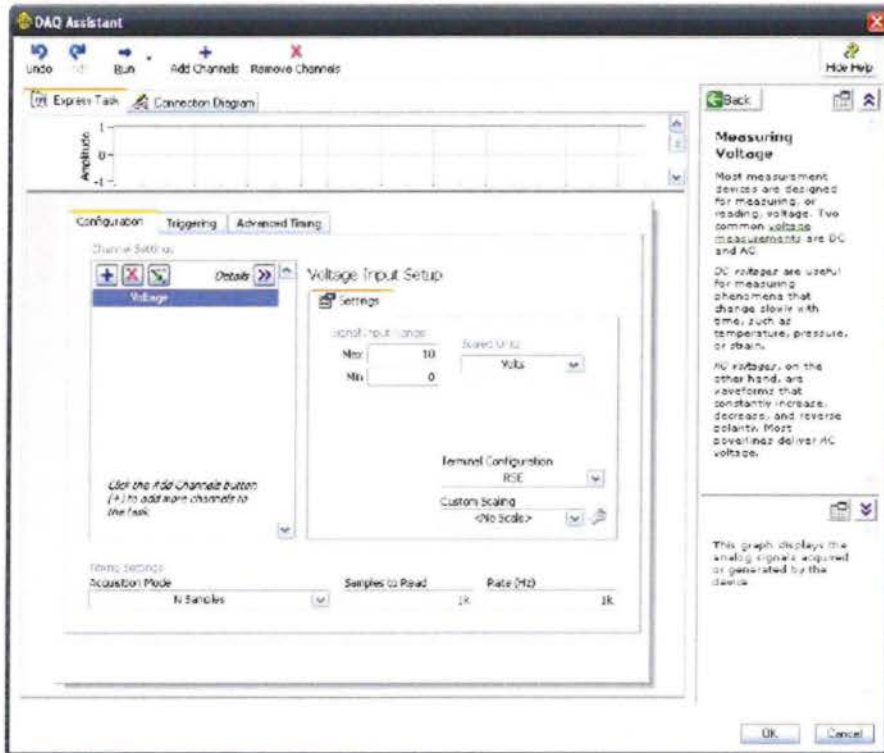 DAQ Assistant
Undo
Run
Add Channels
Remove Channels
Hide Help
Express Task
Connection Diagram
Amplitude
1
0
-1
Configuration
Triggering
Advanced Timing
Channel Settings
Details
Voltage
Click the Add Channels button
(+) to add more channels to
the task.
Voltage Input Setup
Settings
Signal Input Range
Max 10
Min 0
Scaled Units
Volts
Terminal Configuration
RSE
Custom Scaling
<No Scale>
Timing Settings
Acquisition Mode
N Samples
Samples to Read
1k
Rate (Hz)
1k
Back
Measuring
Voltage
Most measurement
devices are designed
for measuring, or
reading, voltage. Two
common voltage
measurements are DC
and AC.
DC voltages are useful
for measuring
phenomena that
change slowly with
time, such as
temperature, pressure,
or strain.
AC voltages, on the
other hand, are
waveforms that
constantly increase,
decrease, and reverse
polarity. Most
powerlines deliver AC
voltage.
This graph displays the
analog signals acquired
or generated by the
device
OK
Cancel